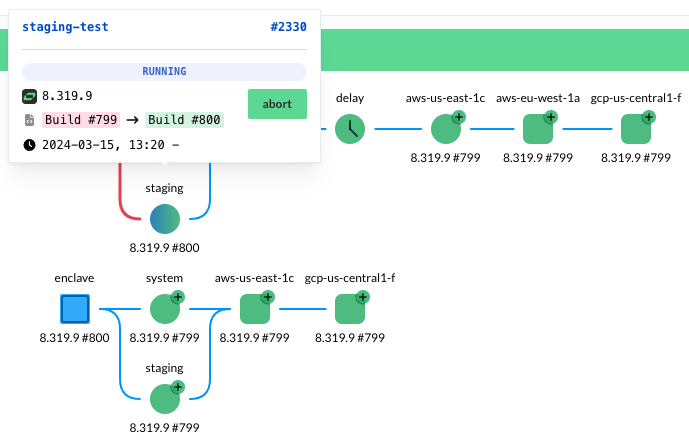 staging-test #2330
RUNNING
8.319.9
abort
Build #799 → Build #800
2024-03-15, 13:20 –
delay aws-us-east-1c aws-eu-west-1a gcp-us-central1-f
8.319.9 #799 8.319.9 #799 8.319.9 #799
staging
8.319.9 #800
enclave system aws-us-east-1c gcp-us-central1-f
8.319.9 #800 8.319.9 #799 8.319.9 #799 8.319.9 #799
staging
8.319.9 #799